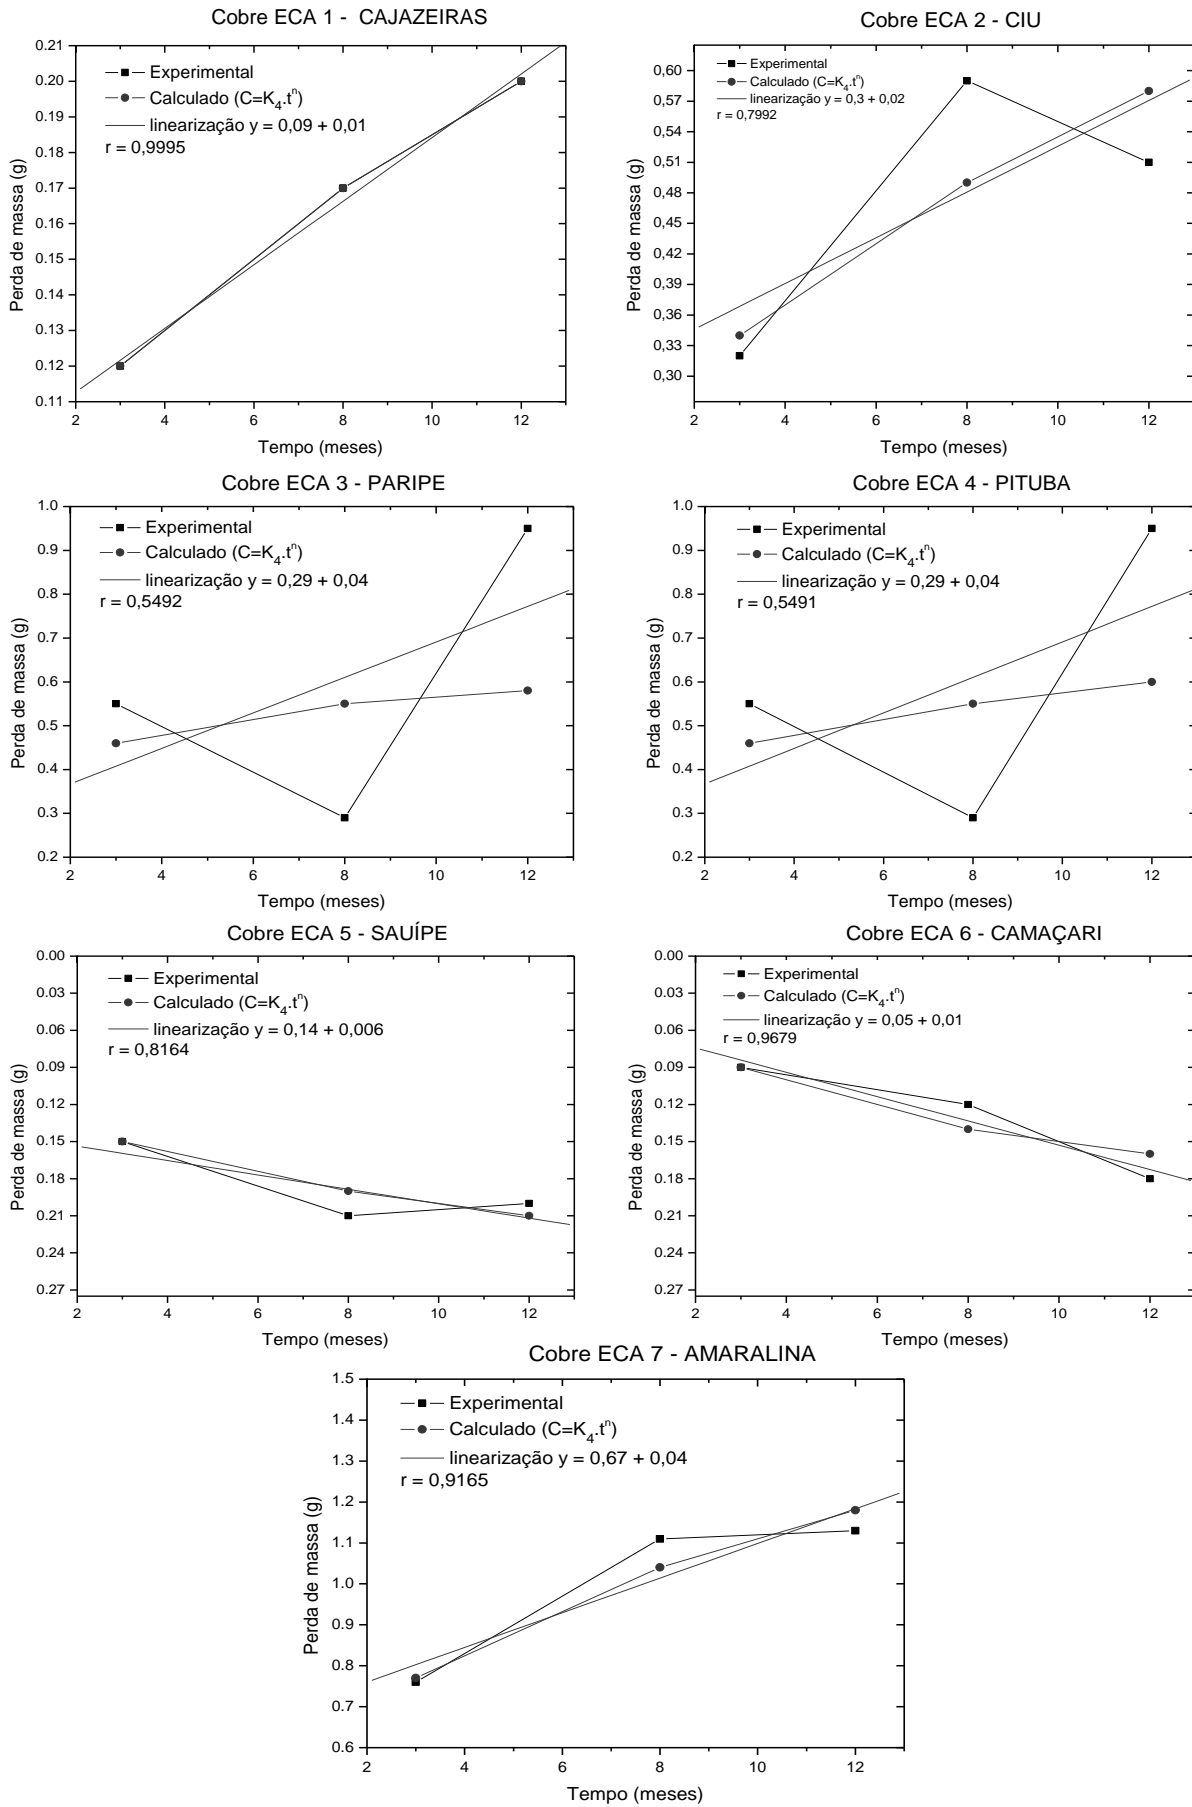 Cobre ECA 1 - CAJAZEIRAS
Experimental
Calculado (C=K4.tn)
linearização y = 0,09 + 0,01
r = 0,9995
Perda de massa (g)
0.21
0.20
0.19
0.18
0.17
0.16
0.15
0.14
0.13
0.12
0.11
2 4 6 8 10 12
Tempo (meses)
Cobre ECA 2 - CIU
Experimental
Calculado (C=K4.tn)
linearização y = 0,3 + 0,02
r = 0,7992
Perda de massa (g)
0,60
0,57
0,54
0,51
0,48
0,45
0,42
0,39
0,36
0,33
0,30
2 4 6 8 10 12
Tempo (meses)
Cobre ECA 3 - PARIPE
Experimental
Calculado (C=K4.tn)
linearização y = 0,29 + 0,04
r = 0,5492
Perda de massa (g)
1.0
0.9
0.8
0.7
0.6
0.5
0.4
0.3
0.2
2 4 6 8 10 12
Tempo (meses)
Cobre ECA 4 - PITUBA
Experimental
Calculado (C=K4.tn)
linearização y = 0,29 + 0,04
r = 0,5491
Perda de massa (g)
1.0
0.9
0.8
0.7
0.6
0.5
0.4
0.3
0.2
2 4 6 8 10 12
Tempo (meses)
Cobre ECA 5 - SAUÍPE
Experimental
Calculado (C=K4.tn)
linearização y = 0,14 + 0,006
r = 0,8164
Perda de massa (g)
0.00
0.03
0.06
0.09
0.12
0.15
0.18
0.21
0.24
0.27
2 4 6 8 10 12
Tempo (meses)
Cobre ECA 6 - CAMAÇARI
Experimental
Calculado (C=K4.tn)
linearização y = 0,05 + 0,01
r = 0,9679
Perda de massa (g)
0.00
0.03
0.06
0.09
0.12
0.15
0.18
0.21
0.24
0.27
2 4 6 8 10 12
Tempo (meses)
Cobre ECA 7 - AMARALINA
Experimental
Calculado (C=K4.tn)
linearização y = 0,67 + 0,04
r = 0,9165
Perda de massa (g)
1.5
1.4
1.3
1.2
1.1
1.0
0.9
0.8
0.7
0.6
2 4 6 8 10 12
Tempo (meses)